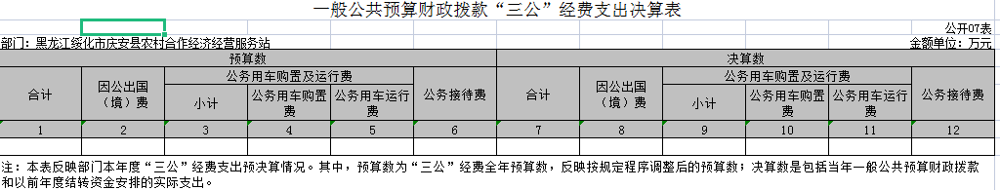 一般公共预算财政拨款“三公”经费支出决算表
公开07表
部门：黑龙江绥化市庆安县农村合作经济经营服务站 金额单位：万元
预算数 决算数
合计 因公出国（境）费 公务用车购置及运行费 公务接待费 合计 因公出国（境）费 公务用车购置及运行费 公务接待费
小计 公务用车购置费 公务用车运行费 小计 公务用车购置费 公务用车运行费
1 2 3 4 5 6 7 8 9 10 11 12
注：本表反映部门本年度“三公”经费支出预决算情况。其中，预算数为“三公”经费全年预算数，反映按规定程序调整后的预算数；决算数是包括当年一般公共预算财政拨款
和以前年度结转资金安排的实际支出。